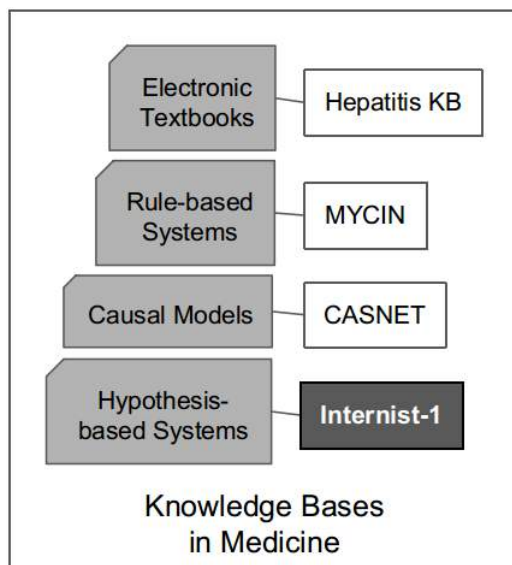 Electronic
Textbooks
Hepatitis KB
Rule-based
Systems
MYCIN
Causal Models
CASNET
Hypothesis-
based Systems
Internist-1
Knowledge Bases
in Medicine